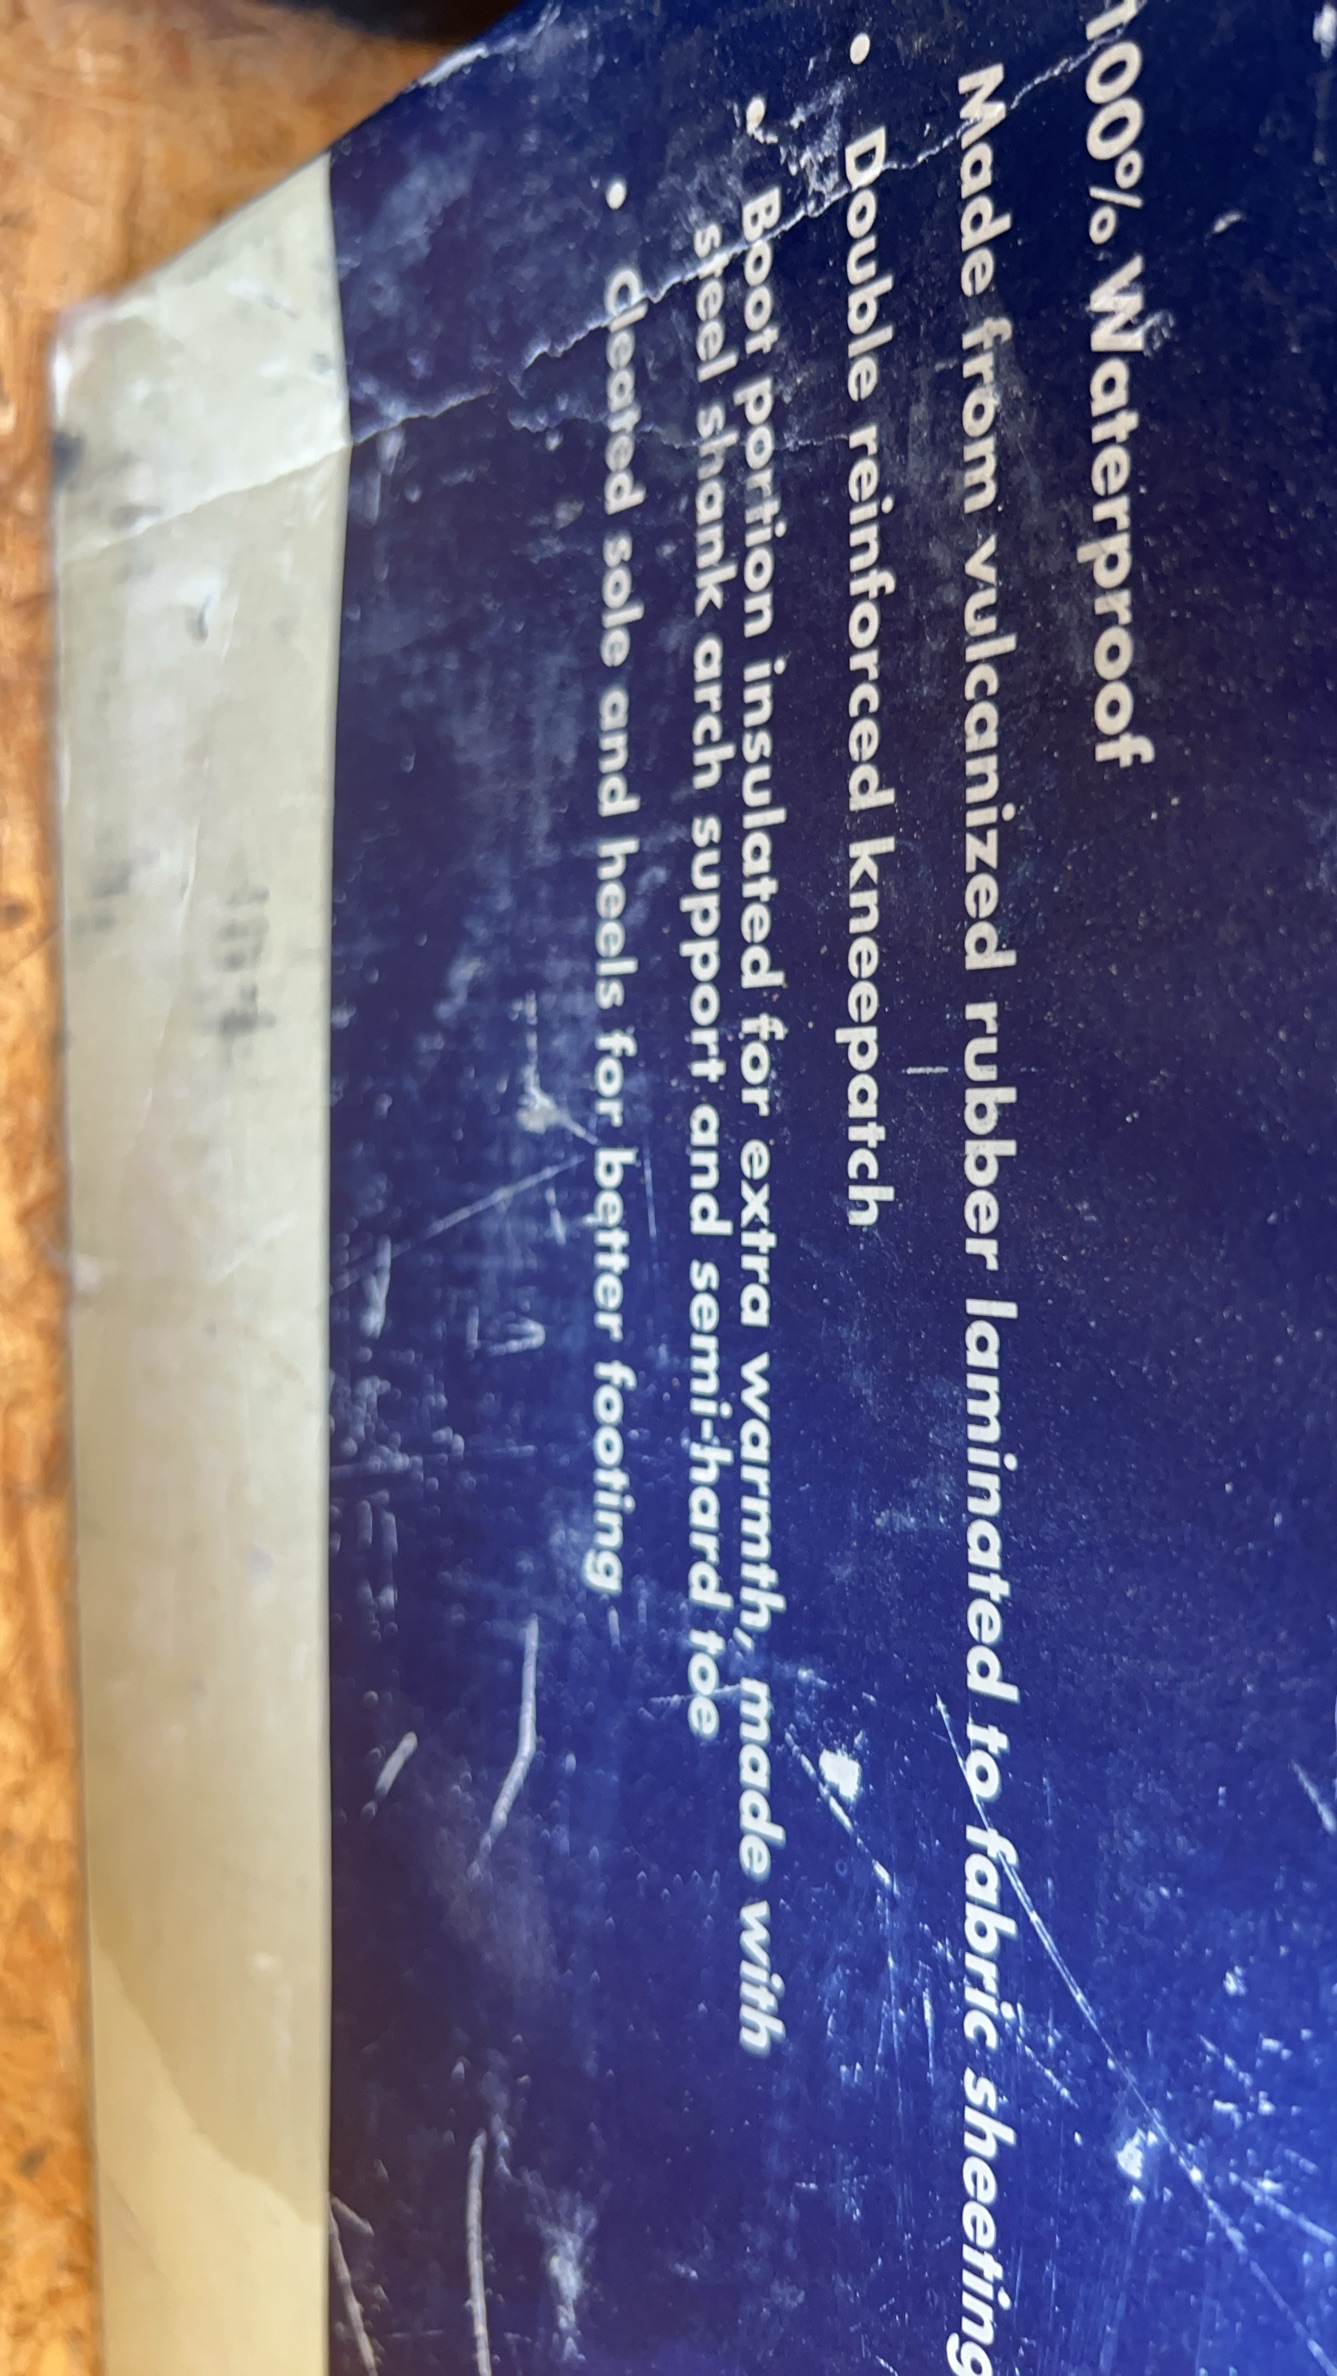 100% Waterproof
Made from vulcanized rubber laminated to fabric sheeting
• Double reinforced kneepatch
• Boot portion insulated for extra warmth, made with
steel shank arch support and semi-hard toe
• Cleated sole and heels for better footing